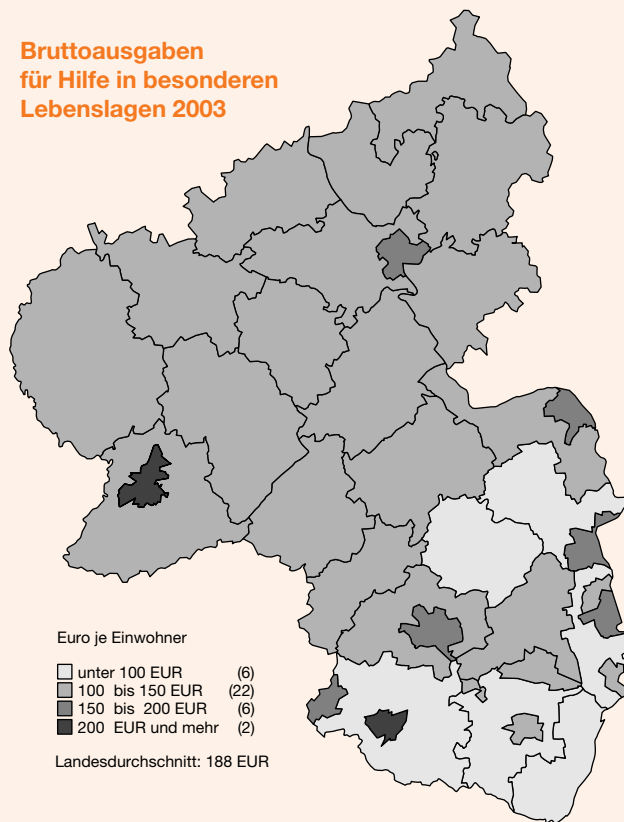 Bruttoausgaben
für Hilfe in besonderen
Lebenslagen 2003
Euro je Einwohner
unter 100 EUR (6)
100 bis 150 EUR (22)
150 bis 200 EUR (6)
200 EUR und mehr (2)
Landesdurchschnitt: 188 EUR